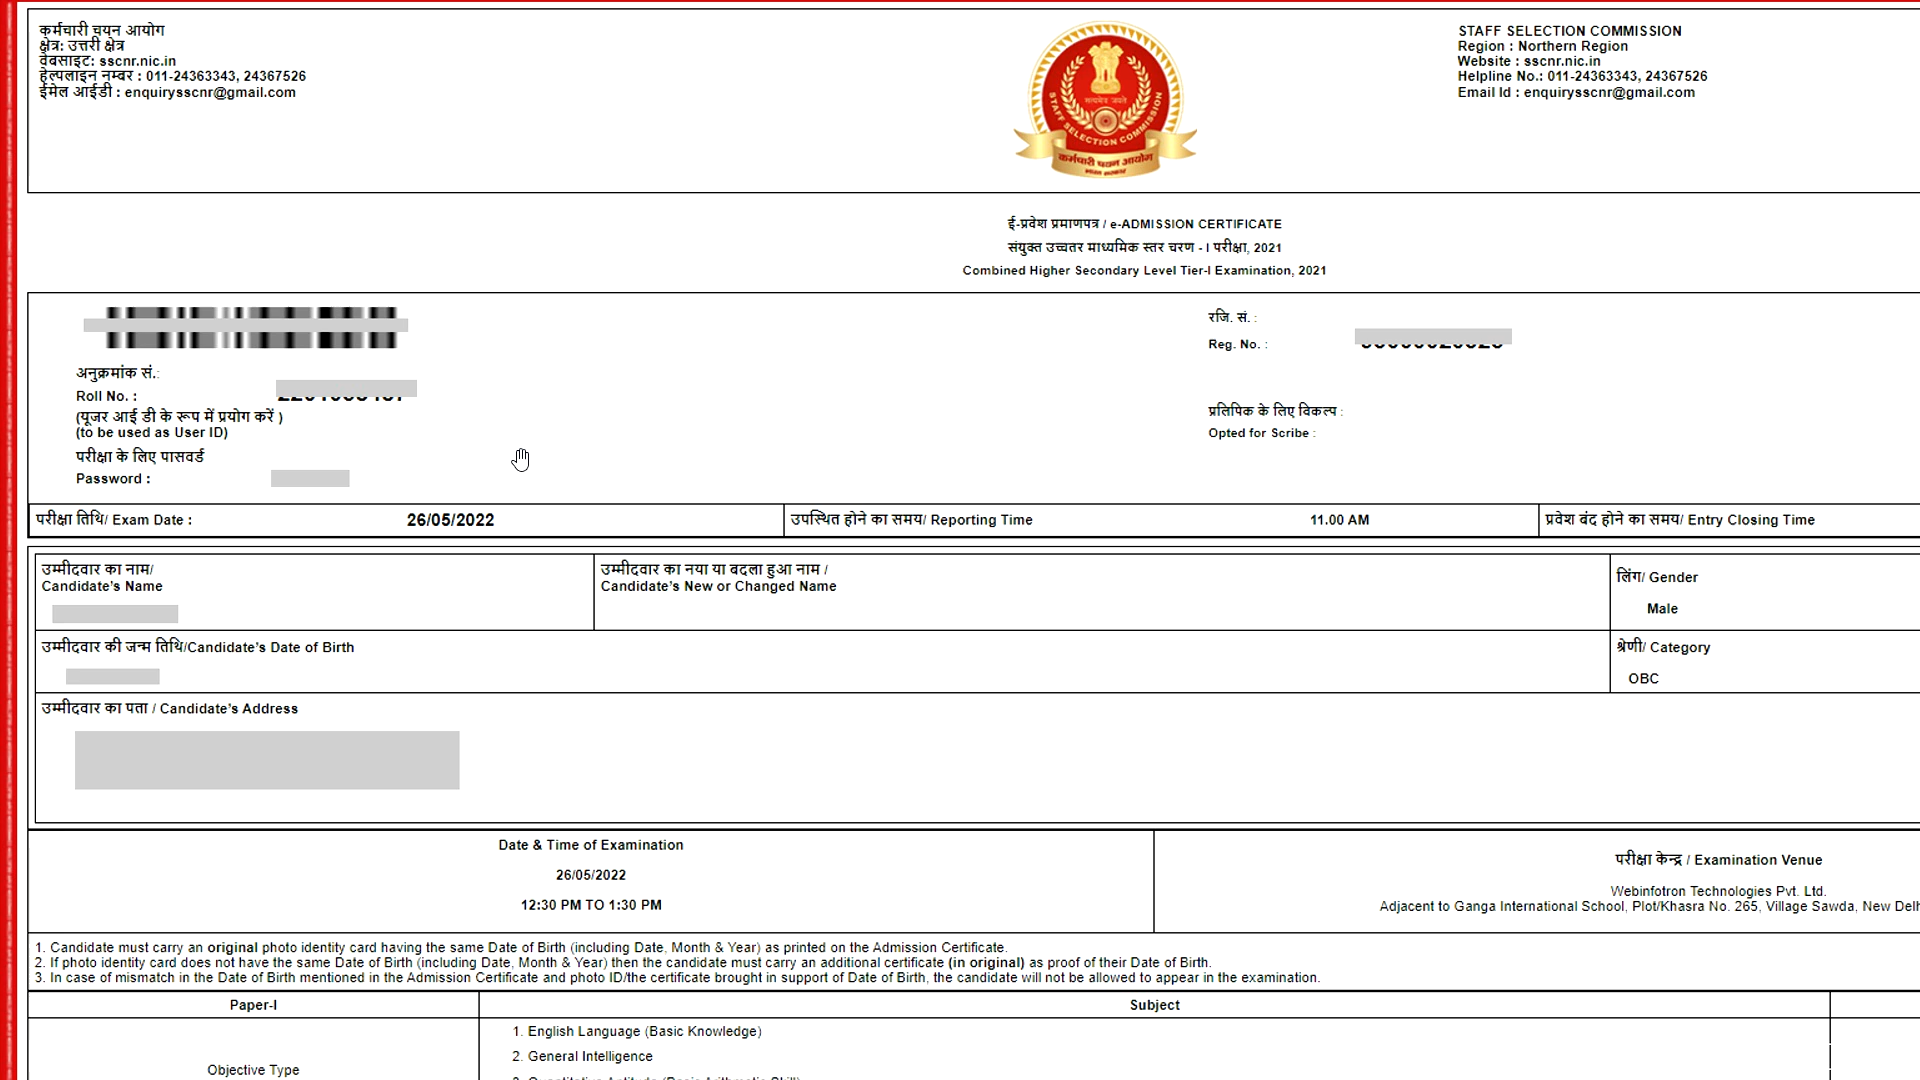 कर्मचारी चयन आयोग
क्षेत्र: उत्तरी क्षेत्र
वेबसाइट: sscnr.nic.in
हेल्पलाइन नम्बर : 011-24363343, 24367526
ईमेल आईडी : enquirysscnr@gmail.com
सत्यमेव जयते
STAFF SELECTION COMMISSION
कर्मचारी चयन आयोग
भारत सरकार
STAFF SELECTION COMMISSION
Region : Northern Region
Website : sscnr.nic.in
Helpline No.: 011-24363343, 24367526
Email Id : enquirysscnr@gmail.com
ई-प्रवेश प्रमाणपत्र / e-ADMISSION CERTIFICATE
संयुक्त उच्चतर माध्यमिक स्तर चरण - I परीक्षा, 2021
Combined Higher Secondary Level Tier-I Examination, 2021
अनुक्रमांक सं.:
Roll No. :
(यूजर आई डी के रूप में प्रयोग करें )
(to be used as User ID)
परीक्षा के लिए पासवर्ड
Password :
रजि. सं. :
Reg. No. :
प्रलिपिक के लिए विकल्प :
Opted for Scribe :
परीक्षा तिथि/ Exam Date : 26/05/2022
उपस्थित होने का समय/ Reporting Time 11.00 AM
प्रवेश बंद होने का समय/ Entry Closing Time
उम्मीदवार का नाम/
Candidate's Name
उम्मीदवार का नया या बदला हुआ नाम /
Candidate's New or Changed Name
लिंग/ Gender
Male
उम्मीदवार की जन्म तिथि/Candidate's Date of Birth
श्रेणी/ Category
OBC
उम्मीदवार का पता / Candidate's Address
Date & Time of Examination
26/05/2022
12:30 PM TO 1:30 PM
परीक्षा केन्द्र / Examination Venue
Webinfotron Technologies Pvt. Ltd.
Adjacent to Ganga International School, Plot/Khasra No. 265, Village Sawda, New Delh
1. Candidate must carry an original photo identity card having the same Date of Birth (including Date, Month & Year) as printed on the Admission Certificate.
2. If photo identity card does not have the same Date of Birth (including Date, Month & Year) then the candidate must carry an additional certificate (in original) as proof of their Date of Birth.
3. In case of mismatch in the Date of Birth mentioned in the Admission Certificate and photo ID/the certificate brought in support of Date of Birth, the candidate will not be allowed to appear in the examination.
Paper-I
Subject
Objective Type
1. English Language (Basic Knowledge)
2. General Intelligence
3. Quantitative Aptitude (Basic Arithmetic Skill)